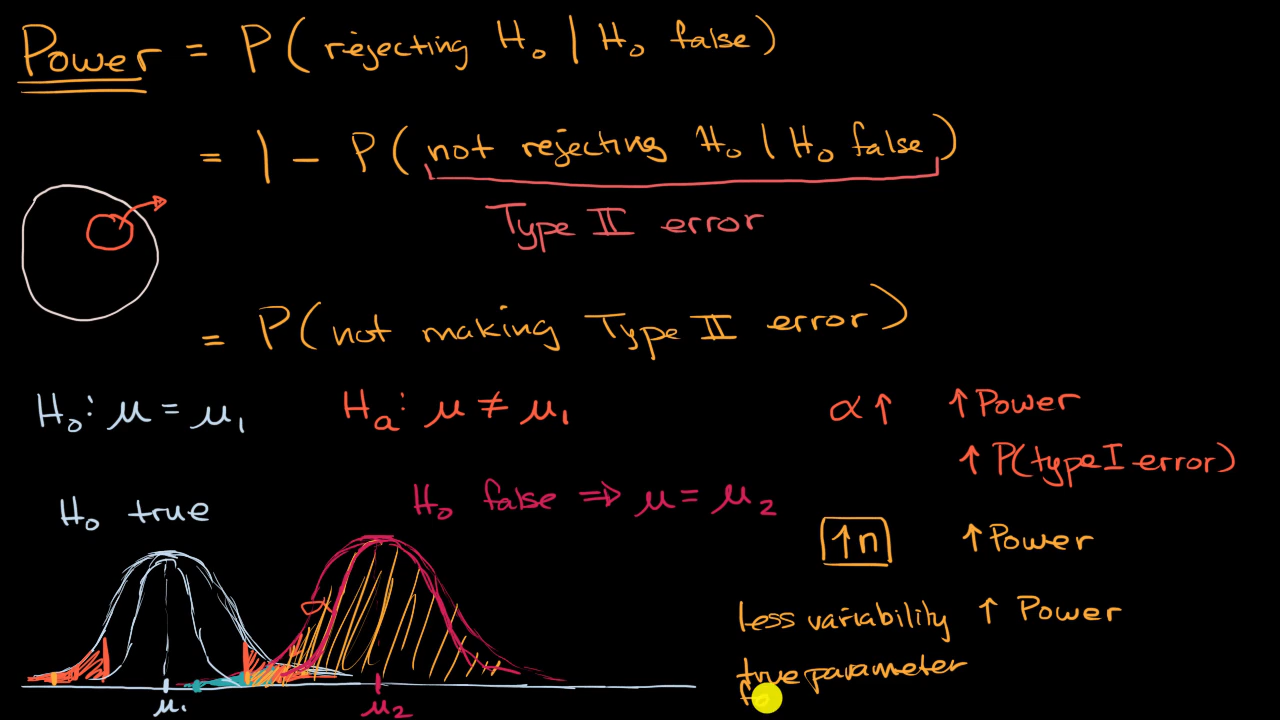 Power = P(rejecting H₀ | H₀ false)
= 1 - P(not rejecting H₀ | H₀ false)
Type II error
= P(not making Type II error)
H₀: μ = μ₁
Hₐ: μ ≠ μ₁
α↑ ↑Power
↑P(type I error)
H₀ true
H₀ false ⇒ μ = μ₂
↑n ↑Power
α
less variability ↑ Power
true parameter
μ₁
μ₂